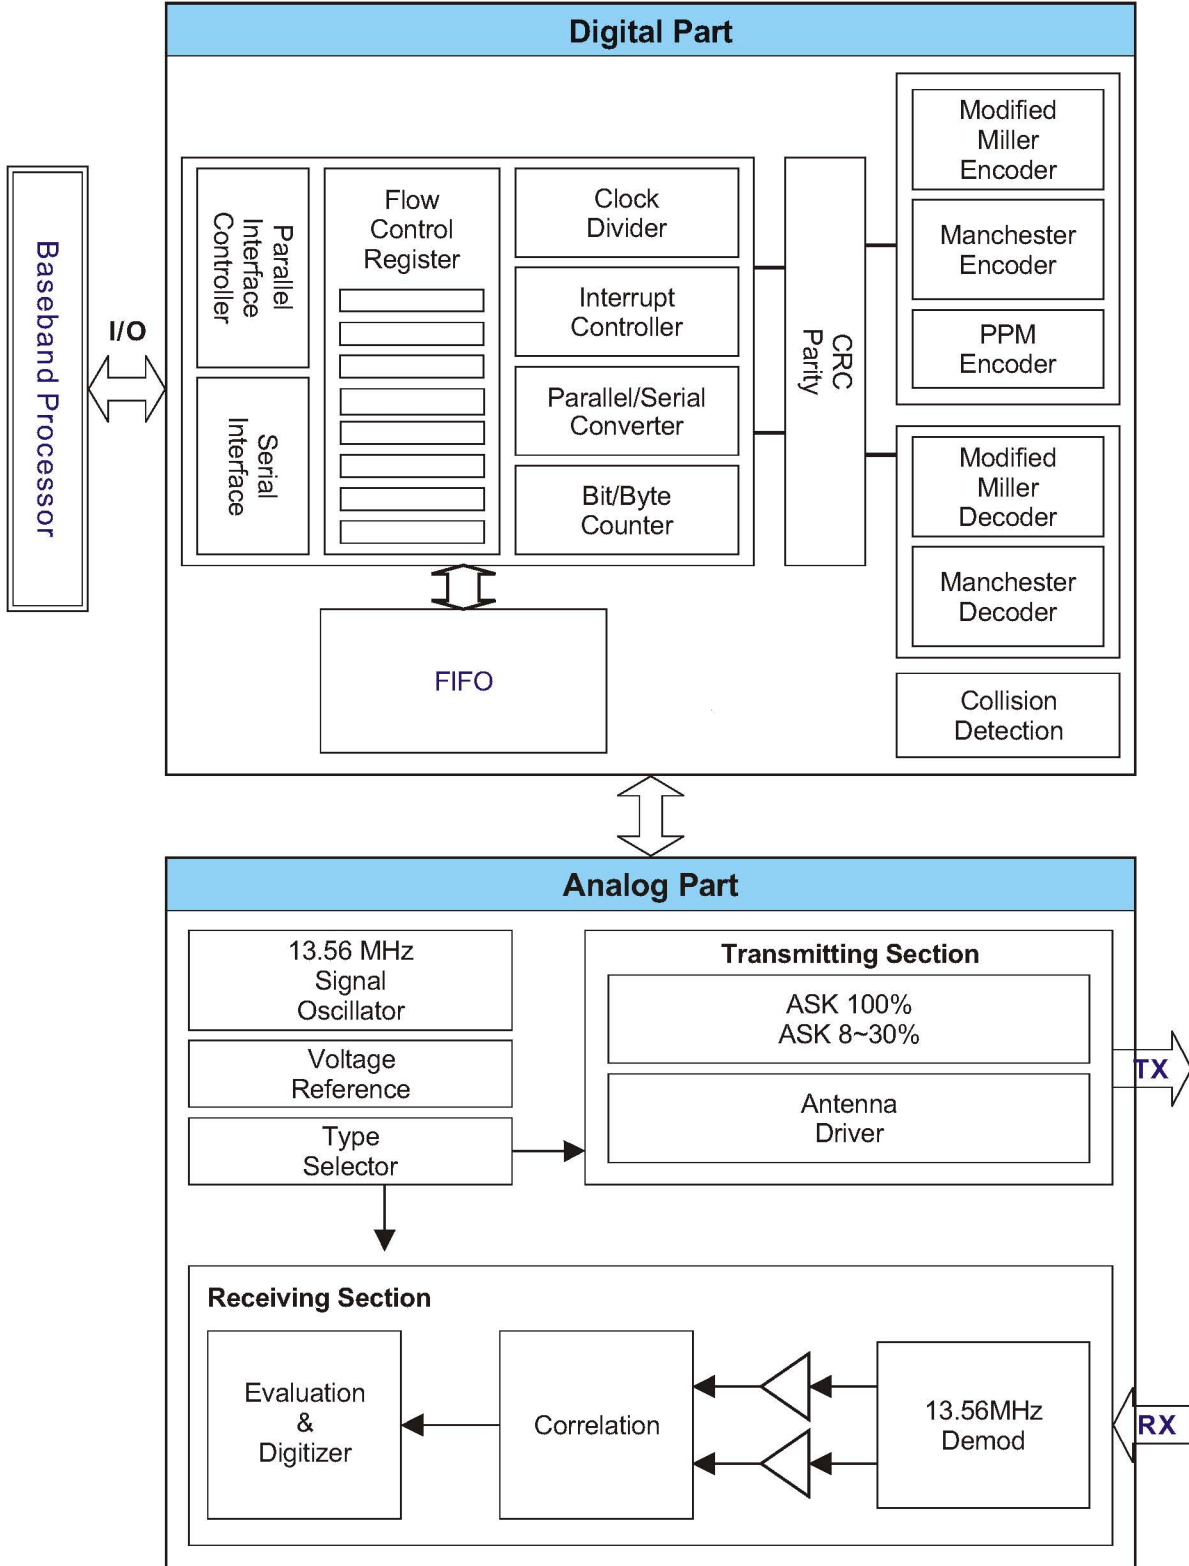 Digital Part
Baseband Processor
I/O
Parallel
Interface
Controller
Serial
Interface
Flow
Control
Register
Clock
Divider
Interrupt
Controller
Parallel/Serial
Converter
Bit/Byte
Counter
FIFO
CRC
Parity
Modified
Miller
Encoder
Manchester
Encoder
PPM
Encoder
Modified
Miller
Decoder
Manchester
Decoder
Collision
Detection
Analog Part
13.56 MHz
Signal
Oscillator
Voltage
Reference
Type
Selector
Transmitting Section
ASK 100%
ASK 8~30%
Antenna
Driver
TX
Receiving Section
Evaluation
&
Digitizer
Correlation
13.56MHz
Demod
RX